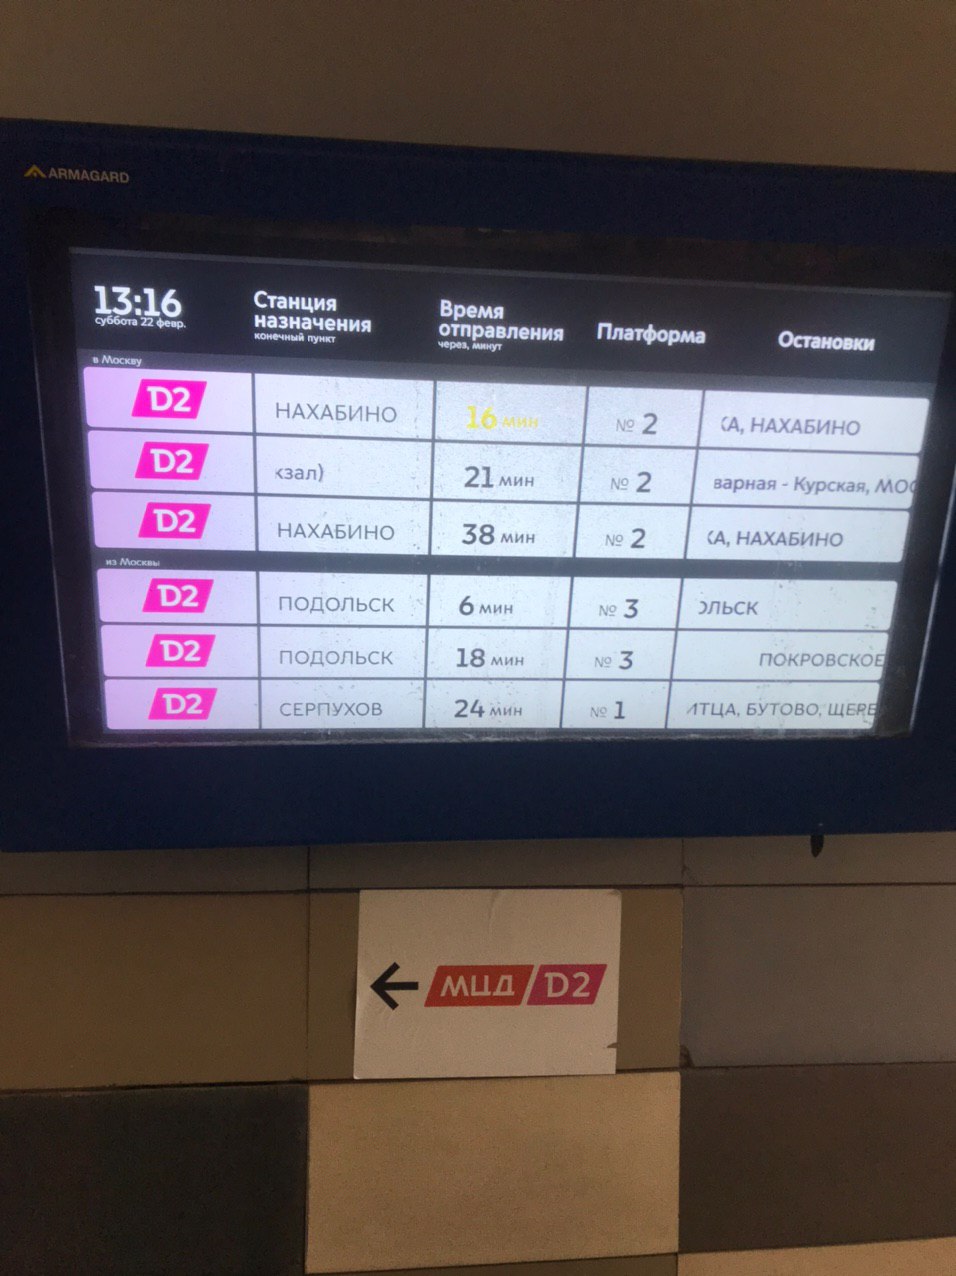 ARMAGARD
13:16
суббота 22 февр.
Станция
назначения
конечный пункт
Время
отправления
через, минут
Платформа
Остановки
в Москву
D2 НАХАБИНО 16 мин № 2 КА, НАХАБИНО
D2 кзал) 21 мин № 2 варная - Курская, МОС
D2 НАХАБИНО 38 мин № 2 КА, НАХАБИНО
из Москвы
D2 ПОДОЛЬСК 6 мин № 3 ОЛЬСК
D2 ПОДОЛЬСК 18 мин № 3 ПОКРОВСКОЕ
D2 СЕРПУХОВ 24 мин № 1 ИТЦА, БУТОВО, ЩЕРБ
← МЦД D2